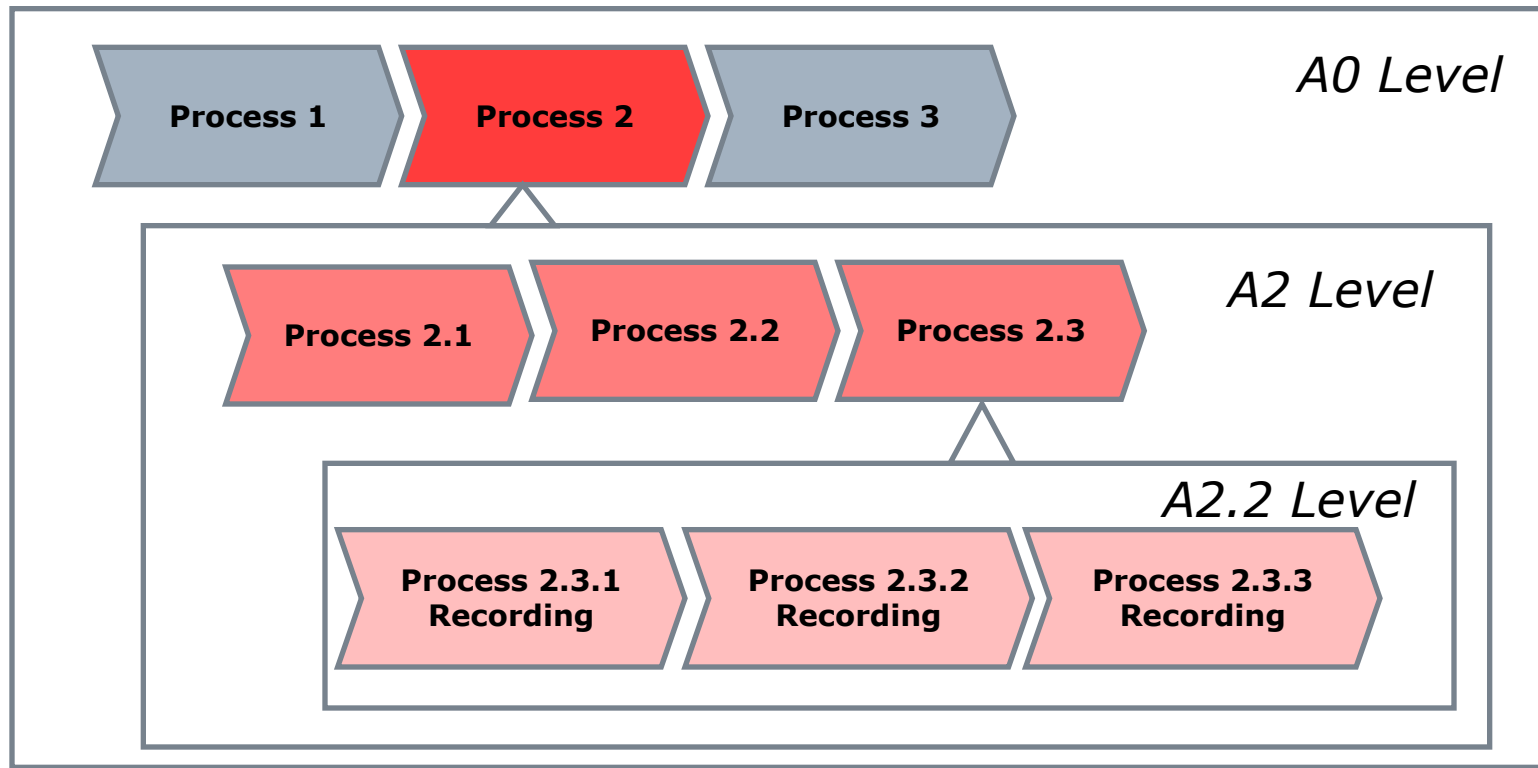 A0 Level
Process 1
Process 2
Process 3
A2 Level
Process 2.1
Process 2.2
Process 2.3
A2.2 Level
Process 2.3.1
Recording
Process 2.3.2
Recording
Process 2.3.3
Recording